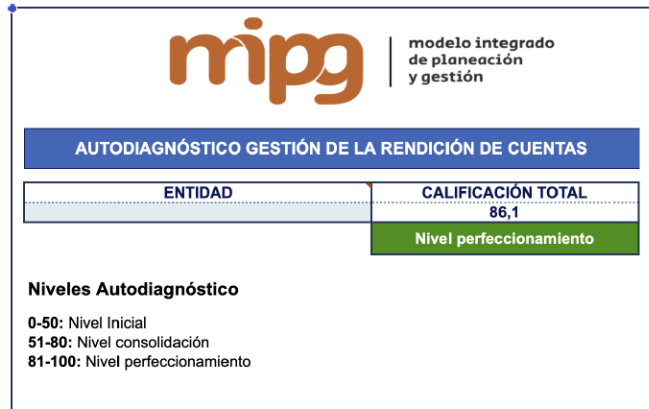 mipg
modelo integrado
de planeación
y gestión
AUTODIAGNÓSTICO GESTIÓN DE LA RENDICIÓN DE CUENTAS
ENTIDAD
CALIFICACIÓN TOTAL
86,1
Nivel perfeccionamiento
Niveles Autodiagnóstico
0-50: Nivel Inicial
51-80: Nivel consolidación
81-100: Nivel perfeccionamiento